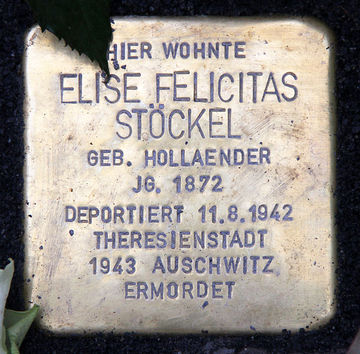 HIER WOHNTE
ELISE FELICITAS
STÖCKEL
GEB. HOLLAENDER
JG. 1872
DEPORTIERT 11.8.1942
THERESIENSTADT
1943 AUSCHWITZ
ERMORDET